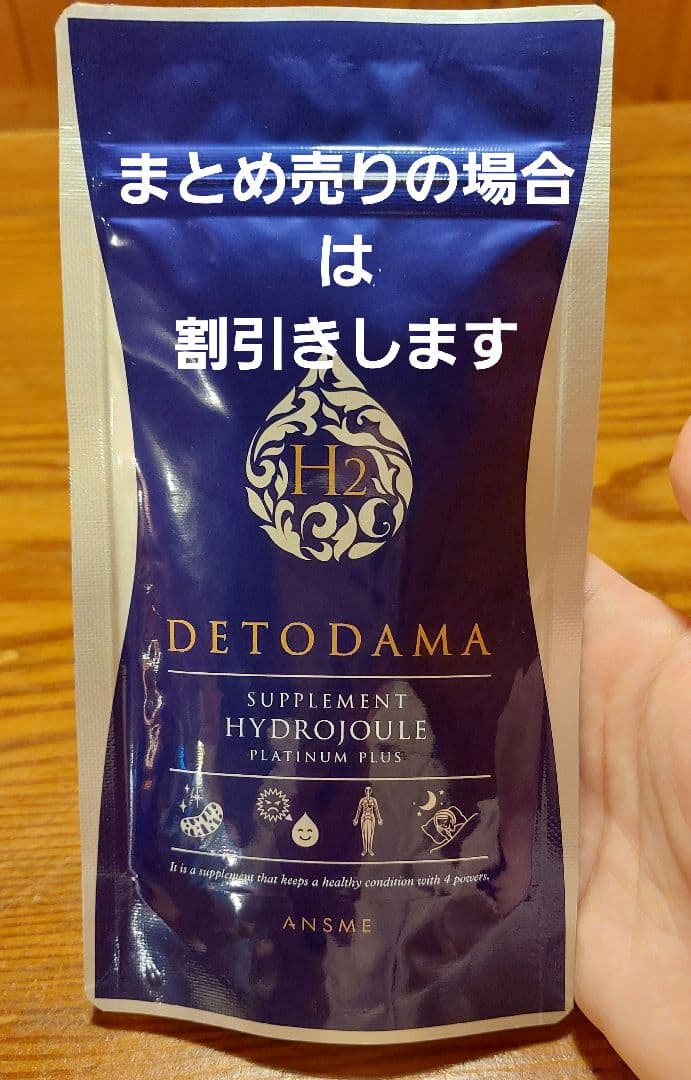 まとめ売りの場合
は
割引きします
H2
DETODAMA
SUPPLEMENT
HYDROJOULE
PLATINUM PLUS
It is a supplement that keeps a healthy condition with 4 powers.
ANSME